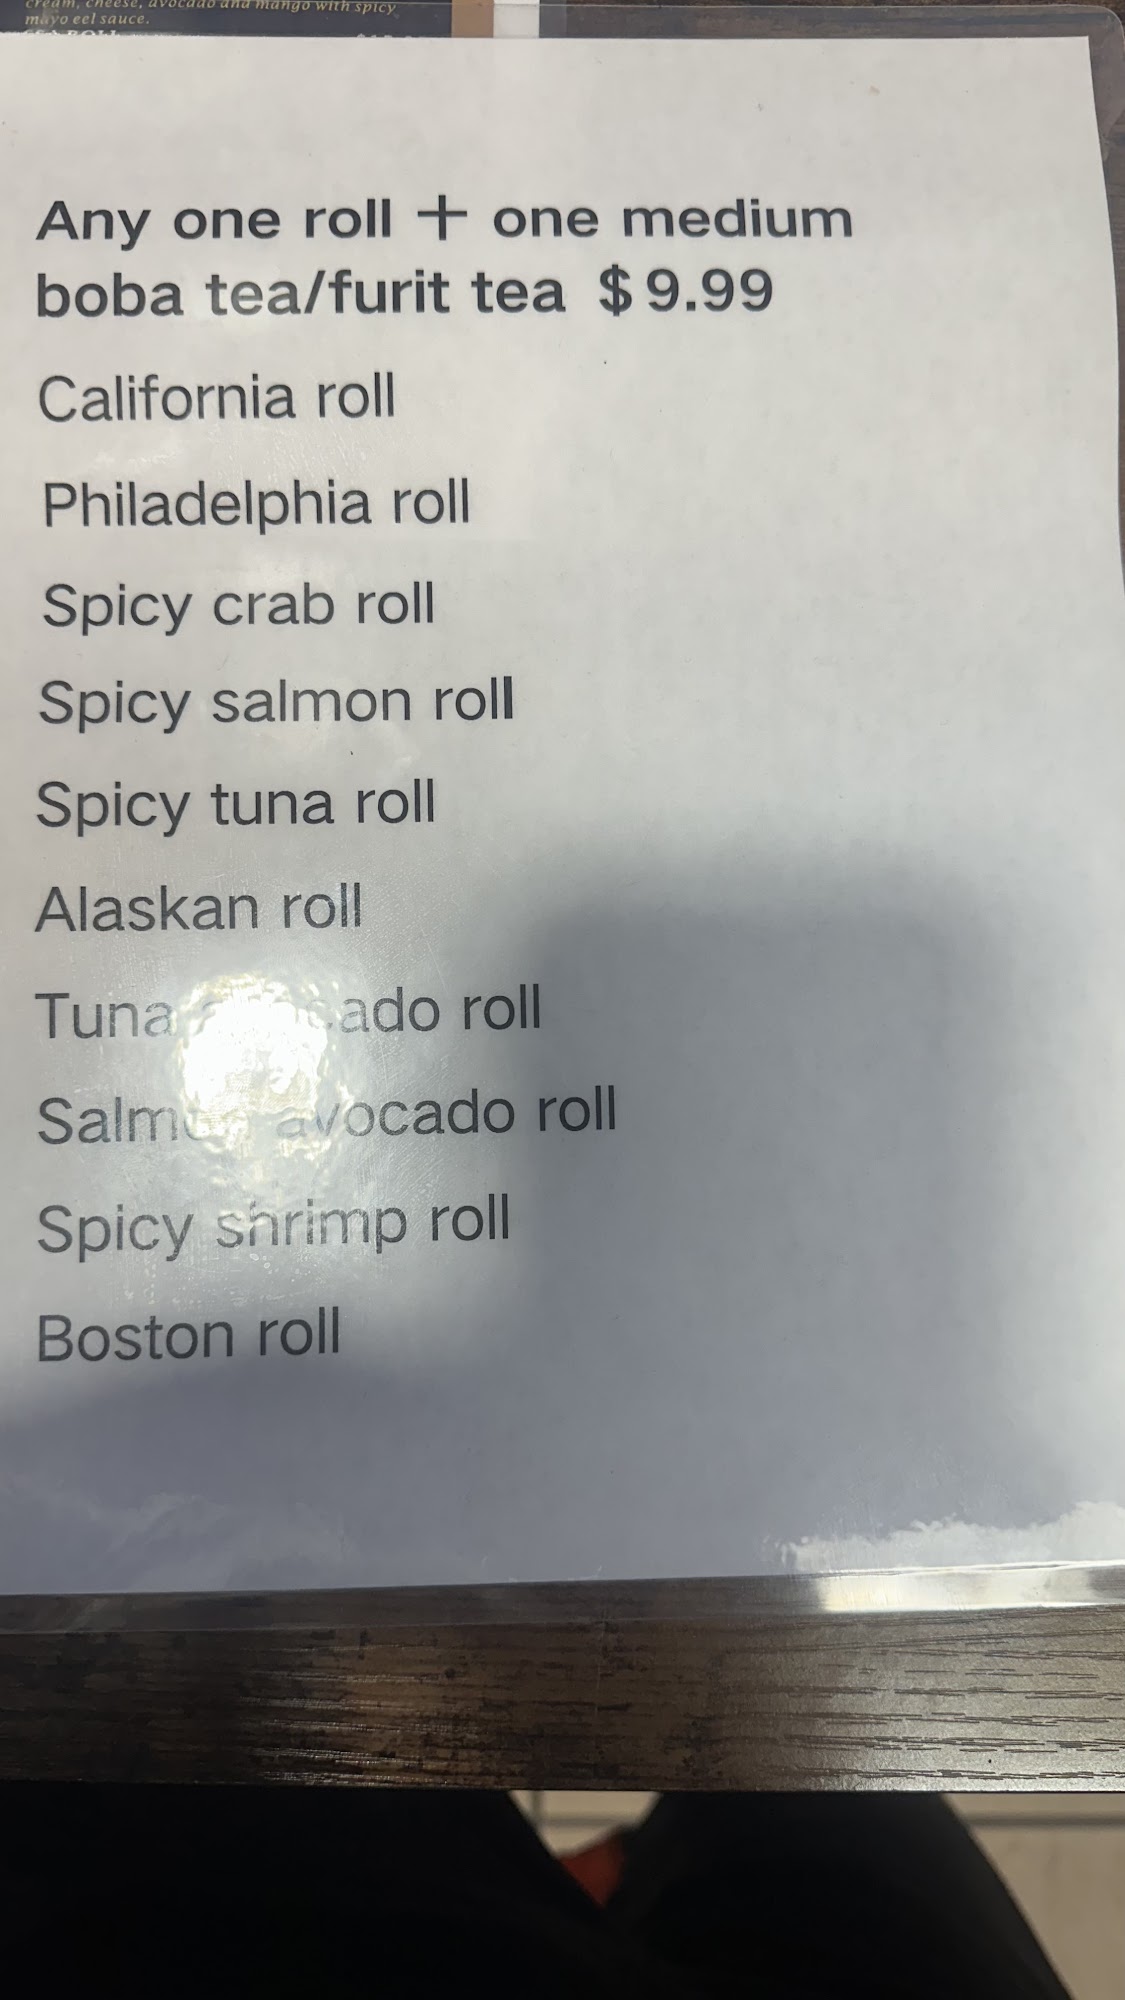 cream, cheese, avocado and mango with spicy
mayo eel sauce.
Any one roll + one medium
boba tea/furit tea $9.99
California roll
Philadelphia roll
Spicy crab roll
Spicy salmon roll
Spicy tuna roll
Alaskan roll
Tuna avocado roll
Salmon avocado roll
Spicy shrimp roll
Boston roll